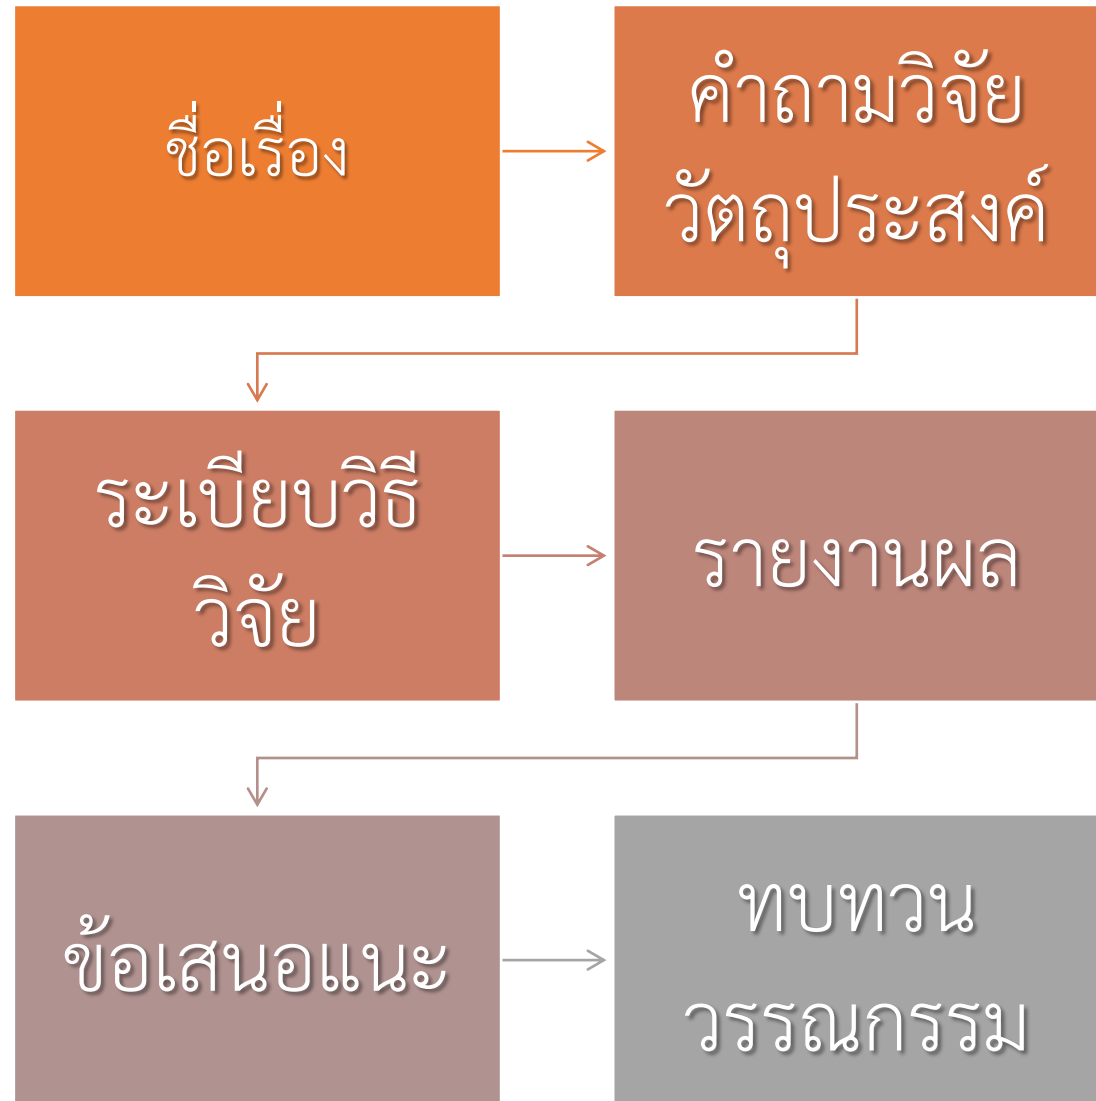 ชื่อเรื่อง
คำถามวิจัย
วัตถุประสงค์
ระเบียบวิธี
วิจัย
รายงานผล
ข้อเสนอแนะ
ทบทวน
วรรณกรรม